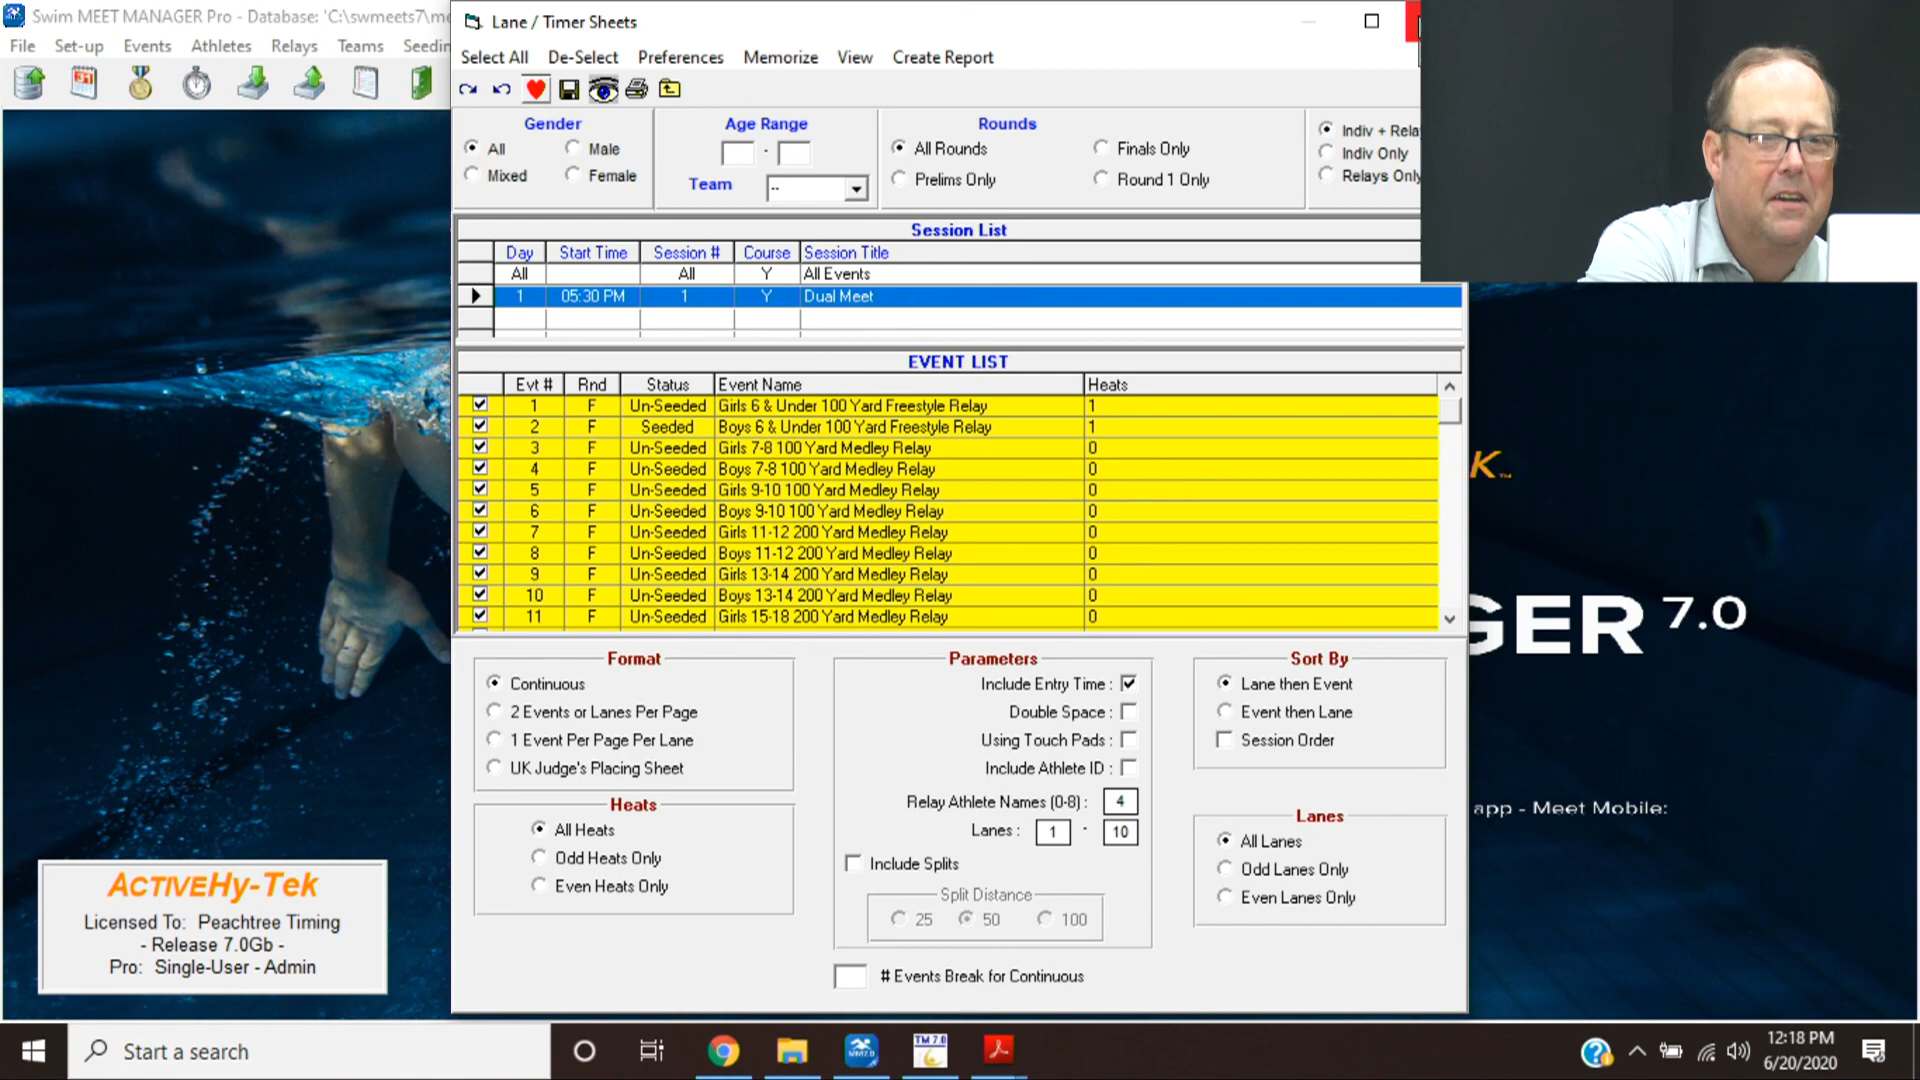 Swim MEET MANAGER Pro - Database: 'C:\swmeets7\me
File Set-up Events Athletes Relays Teams Seedin
Lane / Timer Sheets
Select All De-Select Preferences Memorize View Create Report
Gender
All Male
Mixed Female
Age Range
-
Team --
Rounds
All Rounds Finals Only
Prelims Only Round 1 Only
Indiv + Rela
Indiv Only
Relays Only
Session List
Day Start Time Session # Course Session Title
All All Y All Events
1 05:30 PM 1 Y Dual Meet
EVENT LIST
Evt # Rnd Status Event Name Heats
1 F Un-Seeded Girls 6 & Under 100 Yard Freestyle Relay 1
2 F Seeded Boys 6 & Under 100 Yard Freestyle Relay 1
3 F Un-Seeded Girls 7-8 100 Yard Medley Relay 0
4 F Un-Seeded Boys 7-8 100 Yard Medley Relay 0
5 F Un-Seeded Girls 9-10 100 Yard Medley Relay 0
6 F Un-Seeded Boys 9-10 100 Yard Medley Relay 0
7 F Un-Seeded Girls 11-12 200 Yard Medley Relay 0
8 F Un-Seeded Boys 11-12 200 Yard Medley Relay 0
9 F Un-Seeded Girls 13-14 200 Yard Medley Relay 0
10 F Un-Seeded Boys 13-14 200 Yard Medley Relay 0
11 F Un-Seeded Girls 15-18 200 Yard Medley Relay 0
Format
Continuous
2 Events or Lanes Per Page
1 Event Per Page Per Lane
UK Judge's Placing Sheet
Heats
All Heats
Odd Heats Only
Even Heats Only
Parameters
Include Entry Time :
Double Space :
Using Touch Pads :
Include Athlete ID :
Relay Athlete Names (0-8) : 4
Lanes : 1 - 10
Include Splits
Split Distance
25 50 100
# Events Break for Continuous
Sort By
Lane then Event
Event then Lane
Session Order
Lanes
All Lanes
Odd Lanes Only
Even Lanes Only
K™
GER 7.0
app - Meet Mobile:
ACTIVEHy-Tek
Licensed To: Peachtree Timing
- Release 7.0Gb -
Pro: Single-User - Admin
Start a search
MM7.0
TM 7.0
12:18 PM
6/20/2020